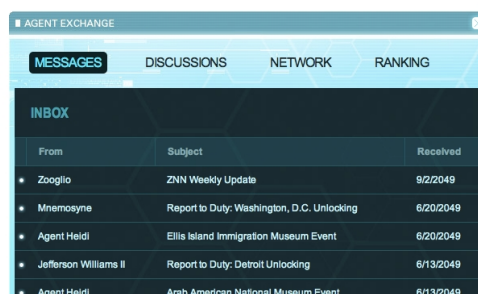 AGENT EXCHANGE
MESSAGES DISCUSSIONS NETWORK RANKING
INBOX
From Subject Received
Zooglio ZNN Weekly Update 9/2/2049
Mnemosyne Report to Duty: Washington, D.C. Unlocking 6/20/2049
Agent Heidi Ellis Island Immigration Museum Event 6/20/2049
Jefferson Williams II Report to Duty: Detroit Unlocking 6/13/2049
Agent Heidi Arab American National Museum Event 6/13/2049